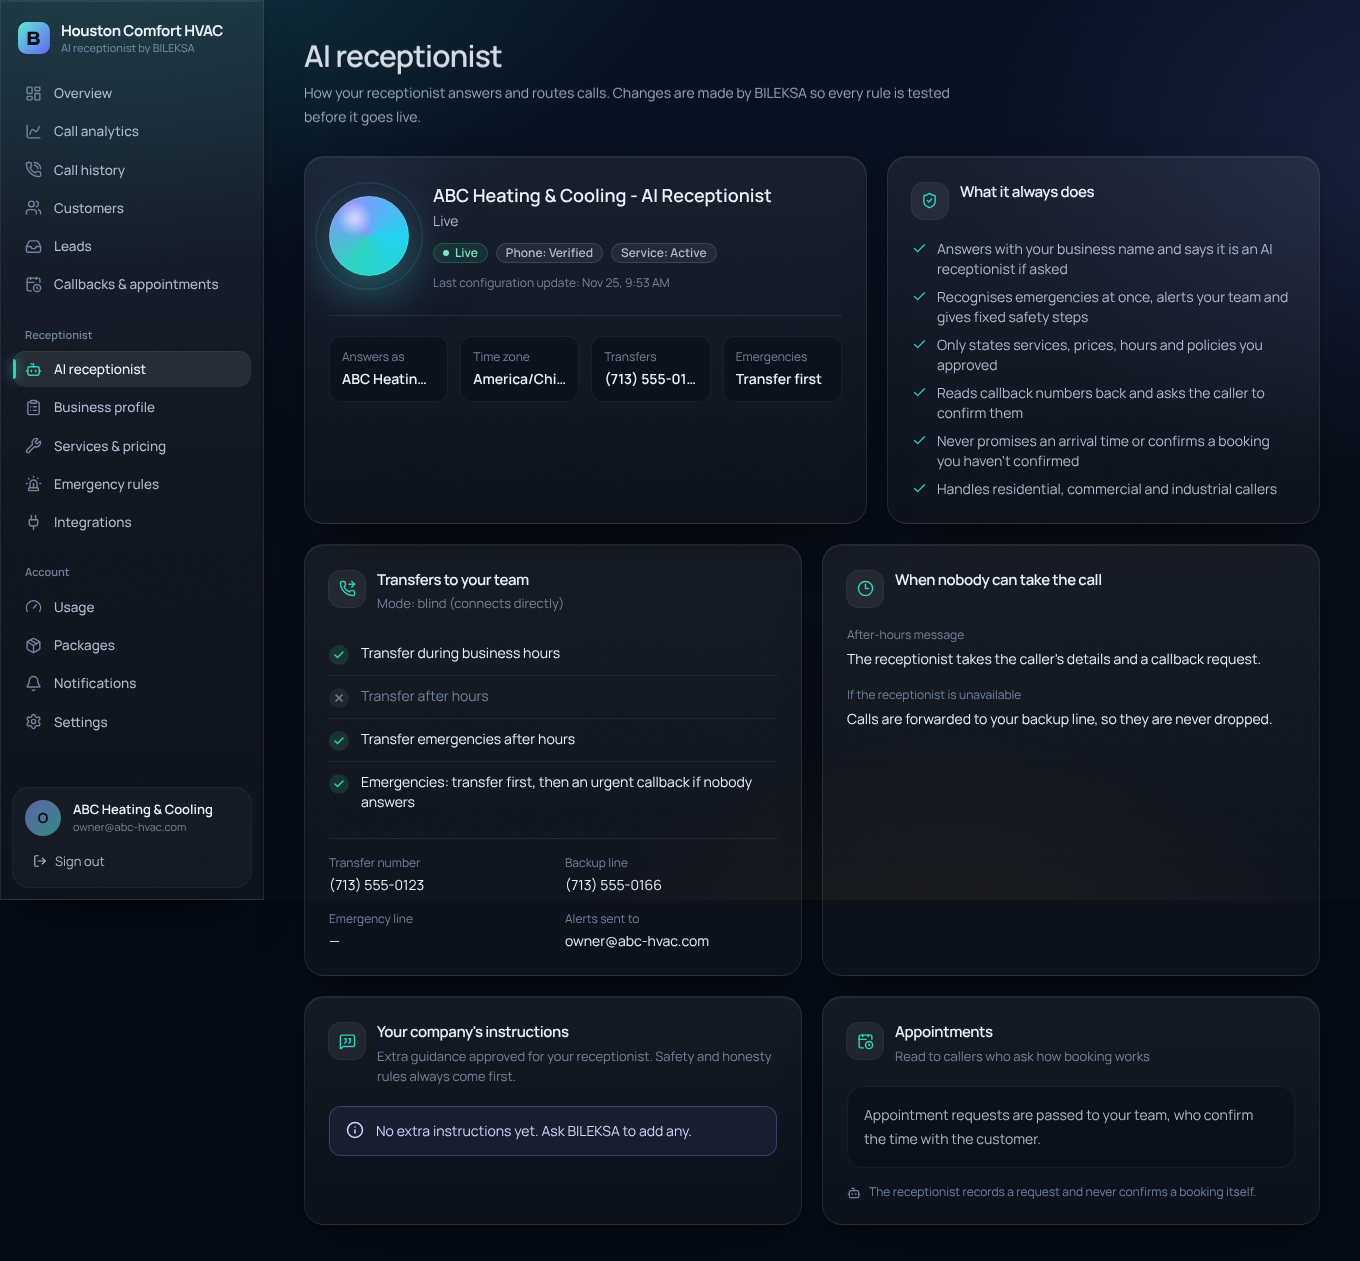 B
Houston Comfort HVAC
AI receptionist by BILEKSA
Overview
Call analytics
Call history
Customers
Leads
Callbacks & appointments
Receptionist
AI receptionist
Business profile
Services & pricing
Emergency rules
Integrations
Account
Usage
Packages
Notifications
Settings
O
ABC Heating & Cooling
owner@abc-hvac.com
Sign out
AI receptionist
How your receptionist answers and routes calls. Changes are made by BILEKSA so every rule is tested
before it goes live.
ABC Heating & Cooling - AI Receptionist
Live
Live
Phone: Verified
Service: Active
Last configuration update: Nov 25, 9:53 AM
Answers as
ABC Heatin...
Time zone
America/Chi...
Transfers
(713) 555-01...
Emergencies
Transfer first
What it always does
Answers with your business name and says it is an AI
receptionist if asked
Recognises emergencies at once, alerts your team and
gives fixed safety steps
Only states services, prices, hours and policies you
approved
Reads callback numbers back and asks the caller to
confirm them
Never promises an arrival time or confirms a booking
you haven't confirmed
Handles residential, commercial and industrial callers
Transfers to your team
Mode: blind (connects directly)
Transfer during business hours
Transfer after hours
Transfer emergencies after hours
Emergencies: transfer first, then an urgent callback if nobody
answers
Transfer number
(713) 555-0123
Backup line
(713) 555-0166
Emergency line
—
Alerts sent to
owner@abc-hvac.com
When nobody can take the call
After-hours message
The receptionist takes the caller's details and a callback request.
If the receptionist is unavailable
Calls are forwarded to your backup line, so they are never dropped.
Your company's instructions
Extra guidance approved for your receptionist. Safety and honesty
rules always come first.
No extra instructions yet. Ask BILEKSA to add any.
Appointments
Read to callers who ask how booking works
Appointment requests are passed to your team, who confirm
the time with the customer.
The receptionist records a request and never confirms a booking itself.